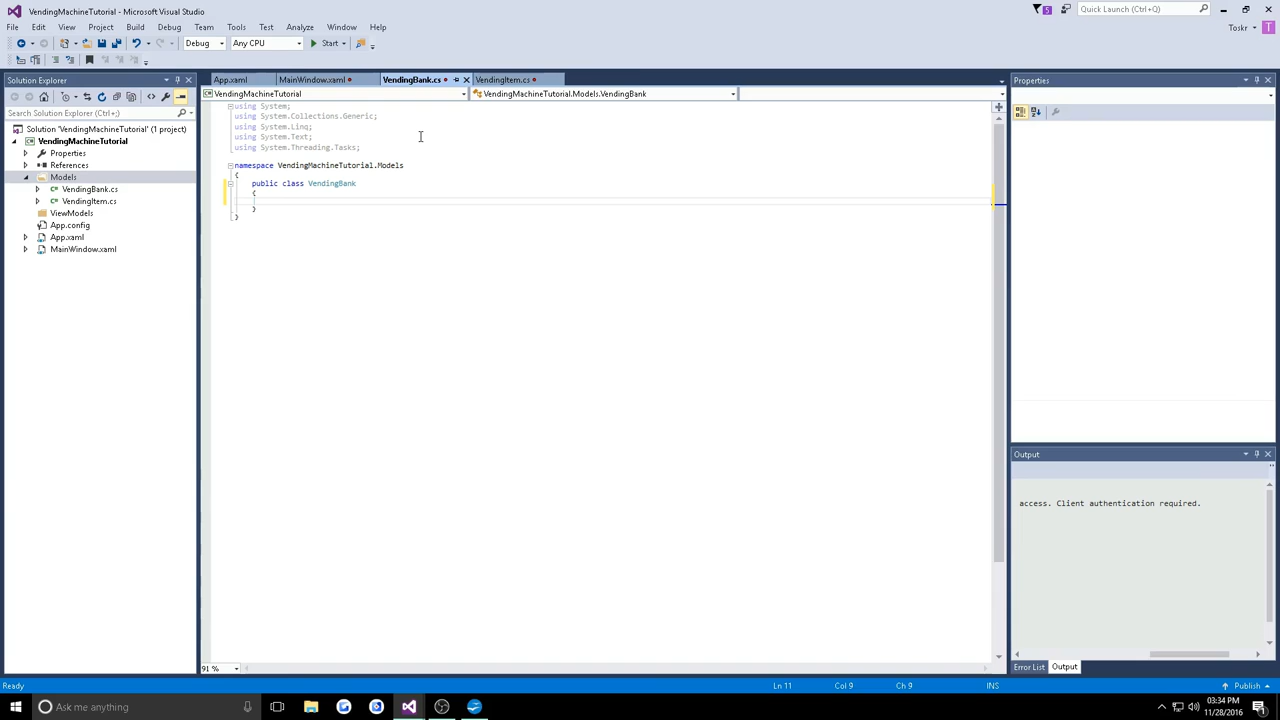 VendingMachineTutorial - Microsoft Visual Studio
5
Quick Launch (Ctrl+Q)
File Edit View Project Build Debug Team Tools Test Analyze Window Help
Toskr
T
Debug Any CPU Start
Solution Explorer
App.xaml MainWindow.xaml VendingBank.cs VendingItem.cs
Properties
VendingMachineTutorial VendingMachineTutorial.Models.VendingBank
Search Solution Explorer (Ctrl+;)
Solution 'VendingMachineTutorial' (1 project)
VendingMachineTutorial
Properties
References
Models
VendingBank.cs
VendingItem.cs
ViewModels
App.config
App.xaml
MainWindow.xaml
using System;
using System.Collections.Generic;
using System.Linq;
using System.Text;
using System.Threading.Tasks;
namespace VendingMachineTutorial.Models
{
public class VendingBank
{
}
}
Output
access. Client authentication required.
91 %
Error List Output
Ready Ln 11 Col 9 Ch 9 INS Publish
Ask me anything
03:34 PM
11/28/2016
1